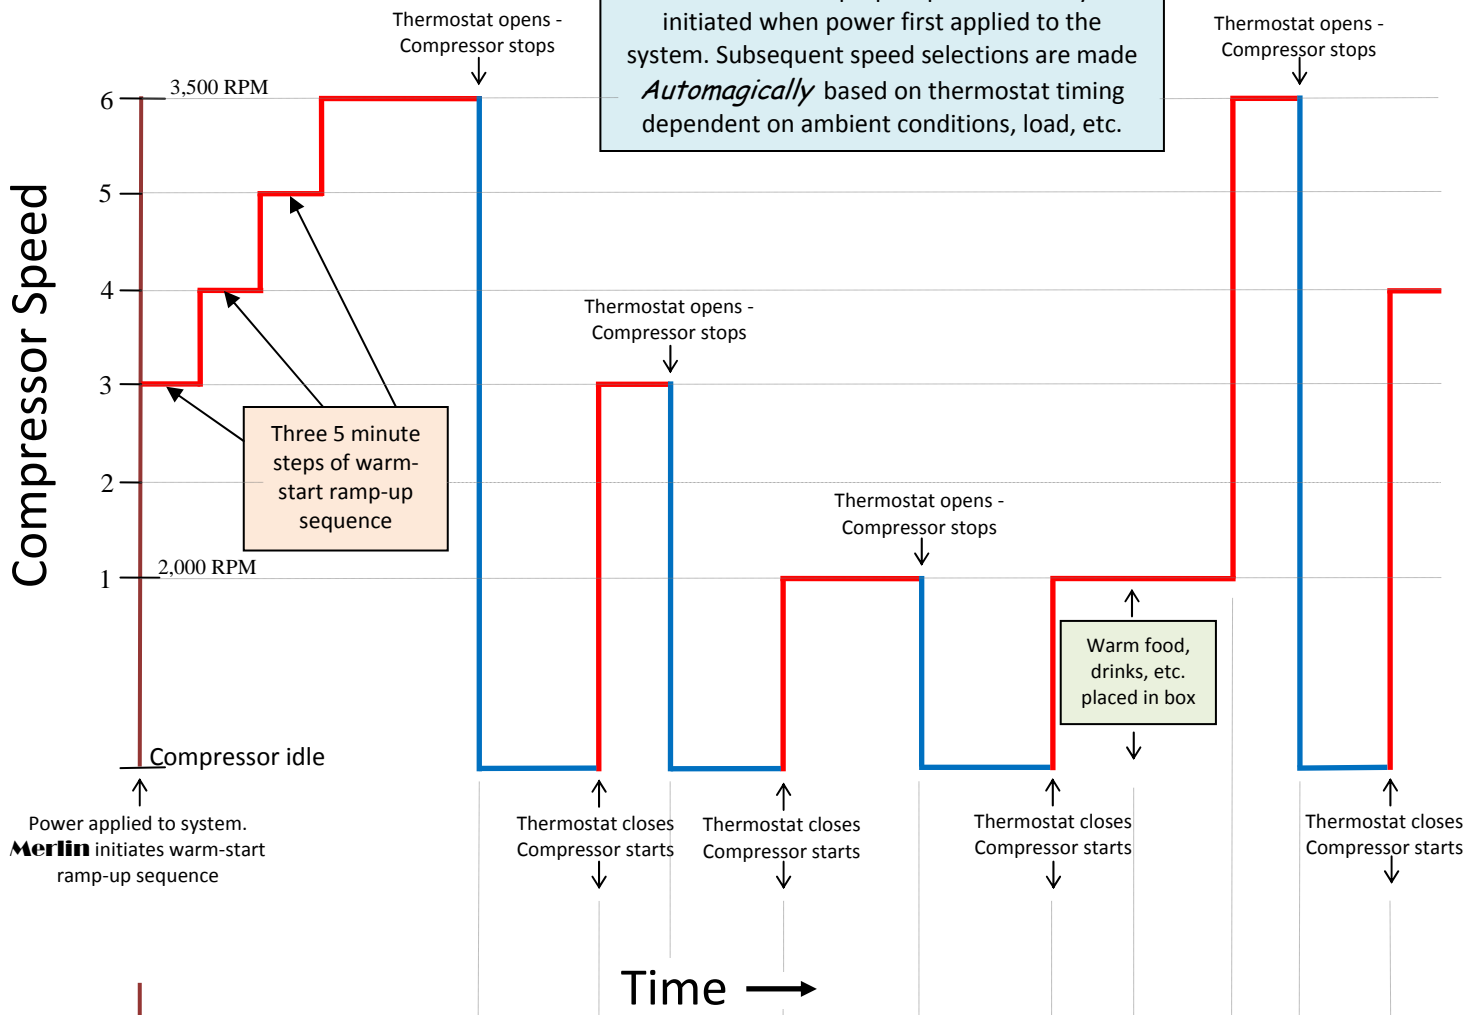 Thermostat opens -
Compressor stops
initiated when power first applied to the
system. Subsequent speed selections are made
Automagically based on thermostat timing
dependent on ambient conditions, load, etc.
Thermostat opens -
Compressor stops
Compressor Speed
6
3,500 RPM
5
4
3
2
1
2,000 RPM
Thermostat opens -
Compressor stops
Three 5 minute
steps of warm-
start ramp-up
sequence
Thermostat opens -
Compressor stops
Warm food,
drinks, etc.
placed in box
Compressor idle
Power applied to system.
Merlin initiates warm-start
ramp-up sequence
Thermostat closes
Compressor starts
Thermostat closes
Compressor starts
Thermostat closes
Compressor starts
Thermostat closes
Compressor starts
Time